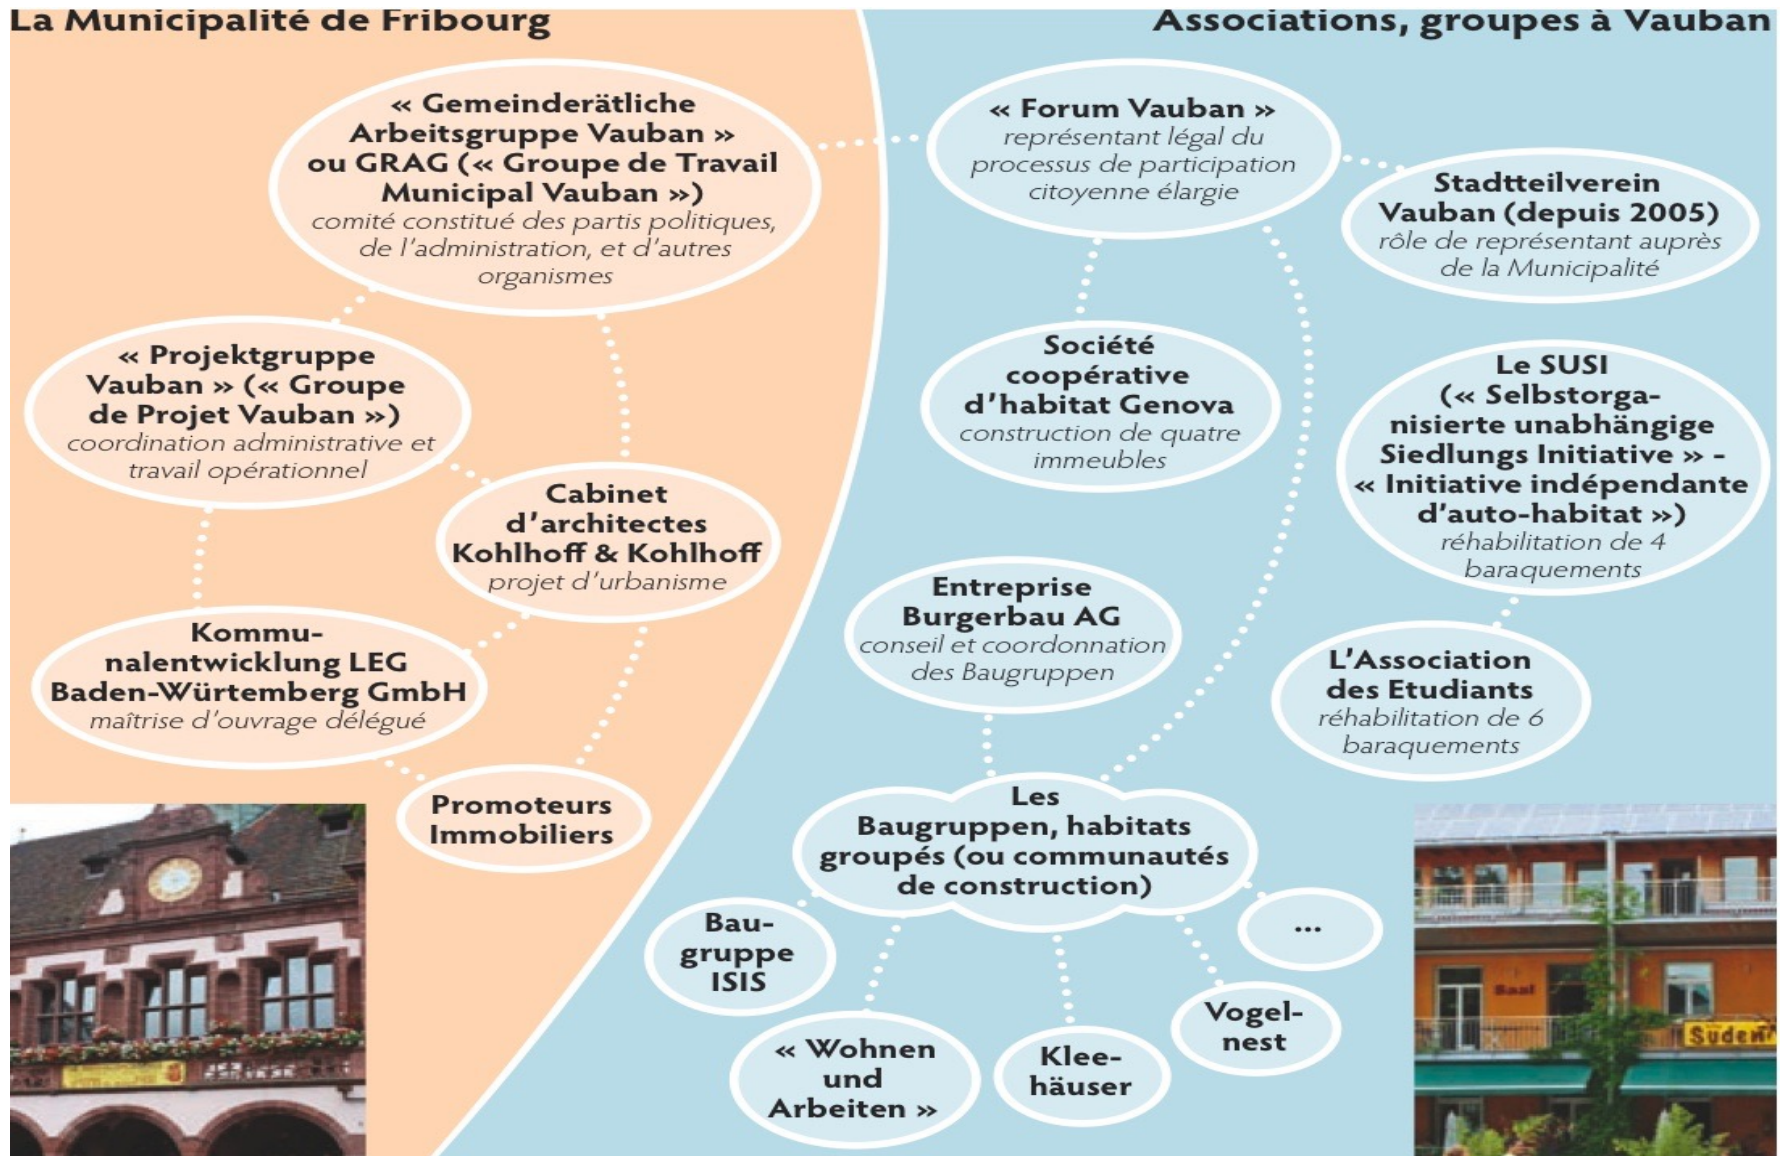 La Municipalité de Fribourg
Associations, groupes à Vauban
« Gemeinderätliche
Arbeitsgruppe Vauban »
ou GRAG (« Groupe de Travail
Municipal Vauban »)
comité constitué des partis politiques,
de l'administration, et d'autres
organismes
« Projektgruppe
Vauban » (« Groupe
de Projet Vauban »)
coordination administrative et
travail opérationnel
Cabinet
d'architectes
Kohlhoff & Kohlhoff
projet d'urbanisme
Kommu-
nalentwicklung LEG
Baden-Würtemberg GmbH
maîtrise d'ouvrage délégué
Promoteurs
Immobiliers
« Forum Vauban »
représentant légal du
processus de participation
citoyenne élargie
Stadtteilverein
Vauban (depuis 2005)
rôle de représentant auprès
de la Municipalité
Société
coopérative
d'habitat Genova
construction de quatre
immeubles
Le SUSI
(« Selbstorga-
nisierte unabhängige
Siedlungs Initiative » -
« Initiative indépendante
d'auto-habitat »)
réhabilitation de 4
baraquements
Entreprise
Burgerbau AG
conseil et coordonnation
des Baugruppen
L'Association
des Etudiants
réhabilitation de 6
baraquements
Les
Baugruppen, habitats
groupés (ou communautés
de construction)
Bau-
gruppe
ISIS
« Wohnen
und
Arbeiten »
Klee-
häuser
Vogel-
nest
...
Saal
Süden